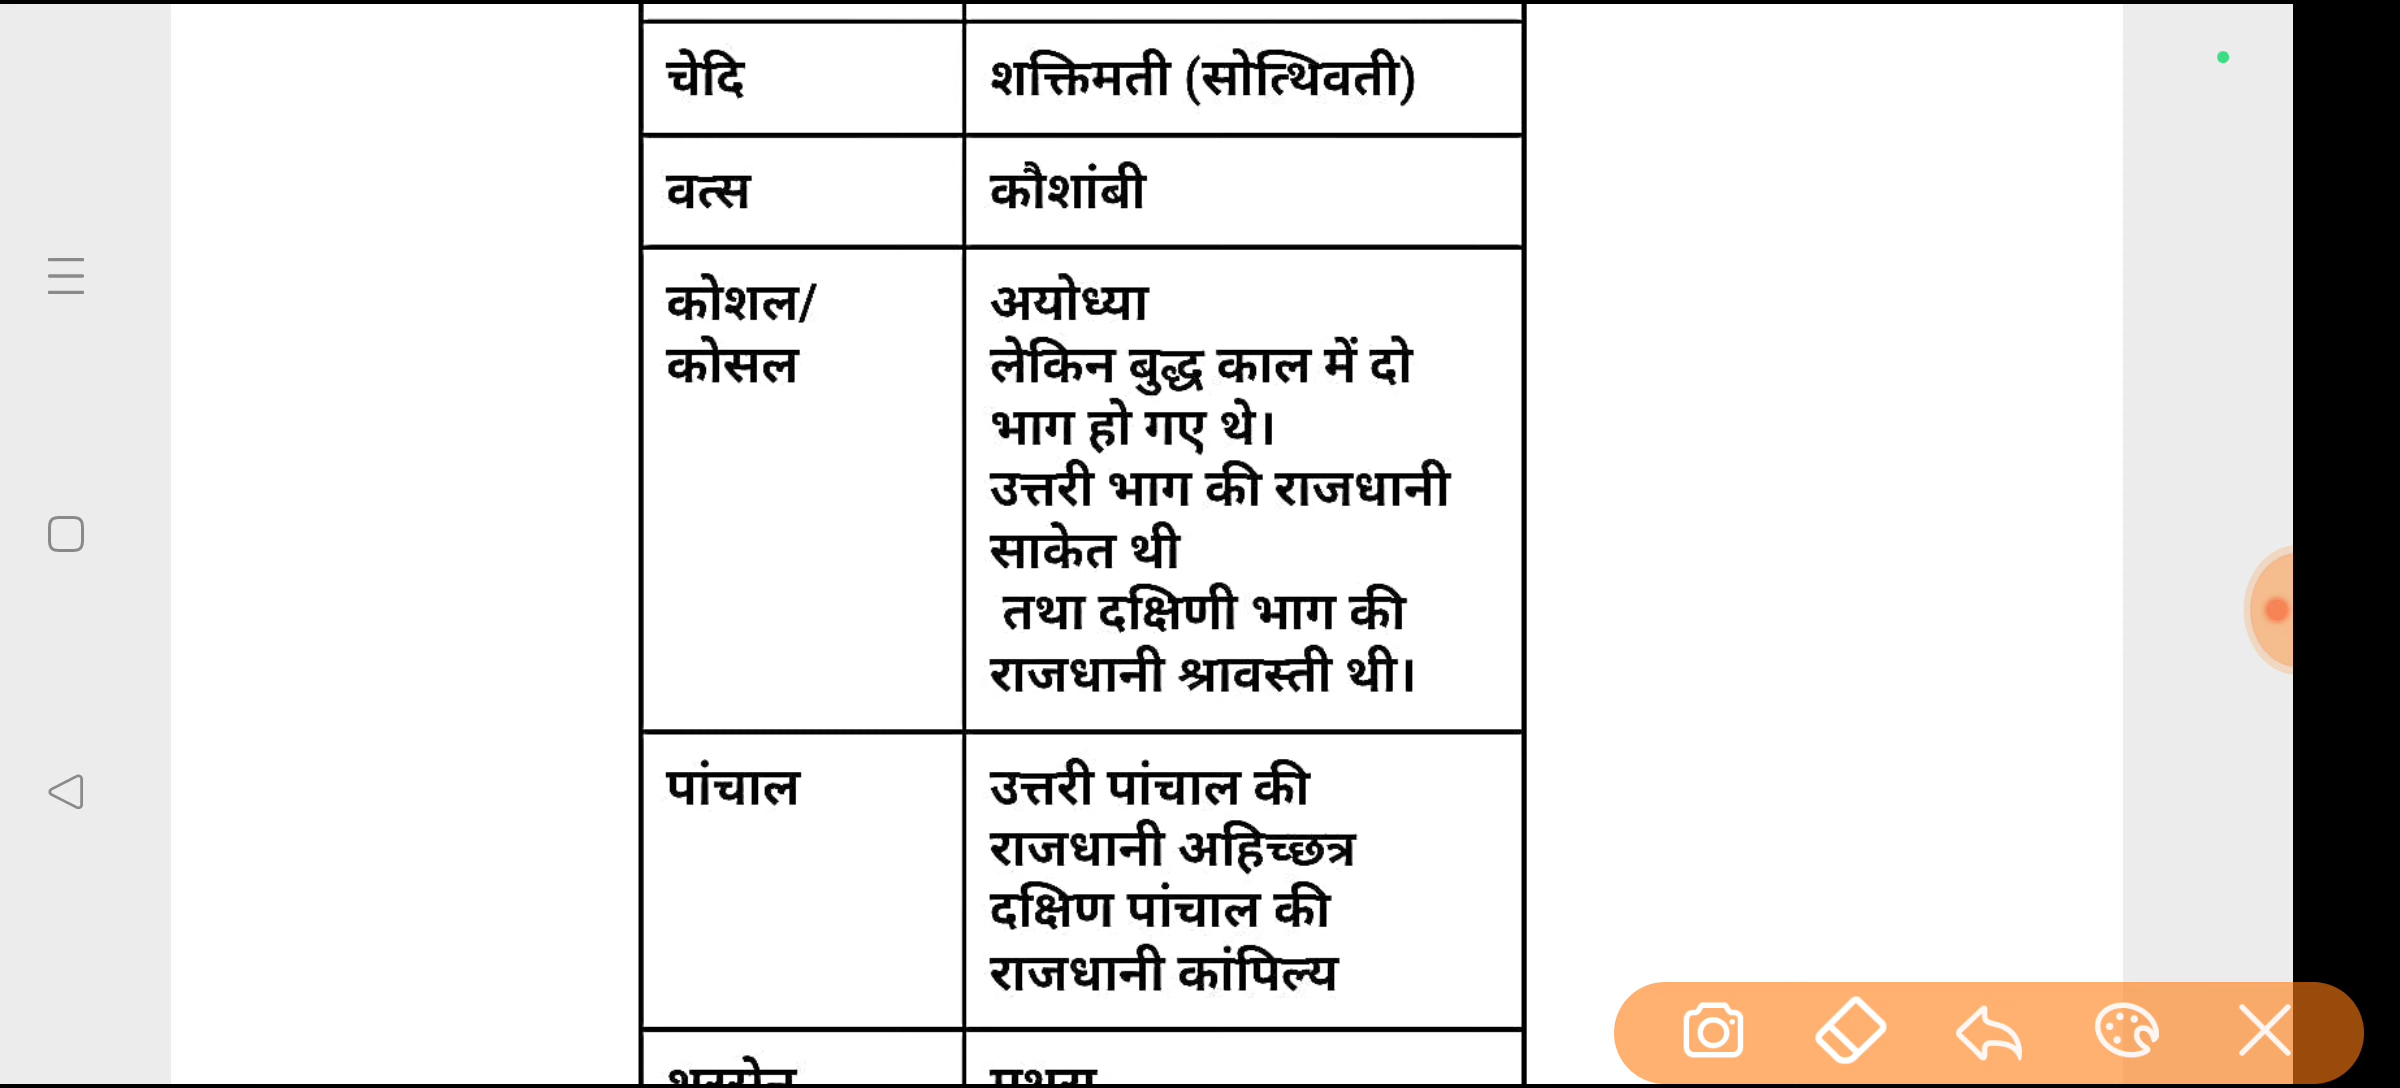 चेदि
शक्तिमती (सोत्थिवती)
वत्स
कौशांबी
कोशल/
कोसल
अयोध्या
लेकिन बुद्ध काल में दो
भाग हो गए थे।
उत्तरी भाग की राजधानी
साकेत थी
तथा दक्षिणी भाग की
राजधानी श्रावस्ती थी।
पांचाल
उत्तरी पांचाल की
राजधानी अहिच्छत्र
दक्षिण पांचाल की
राजधानी कांपिल्य